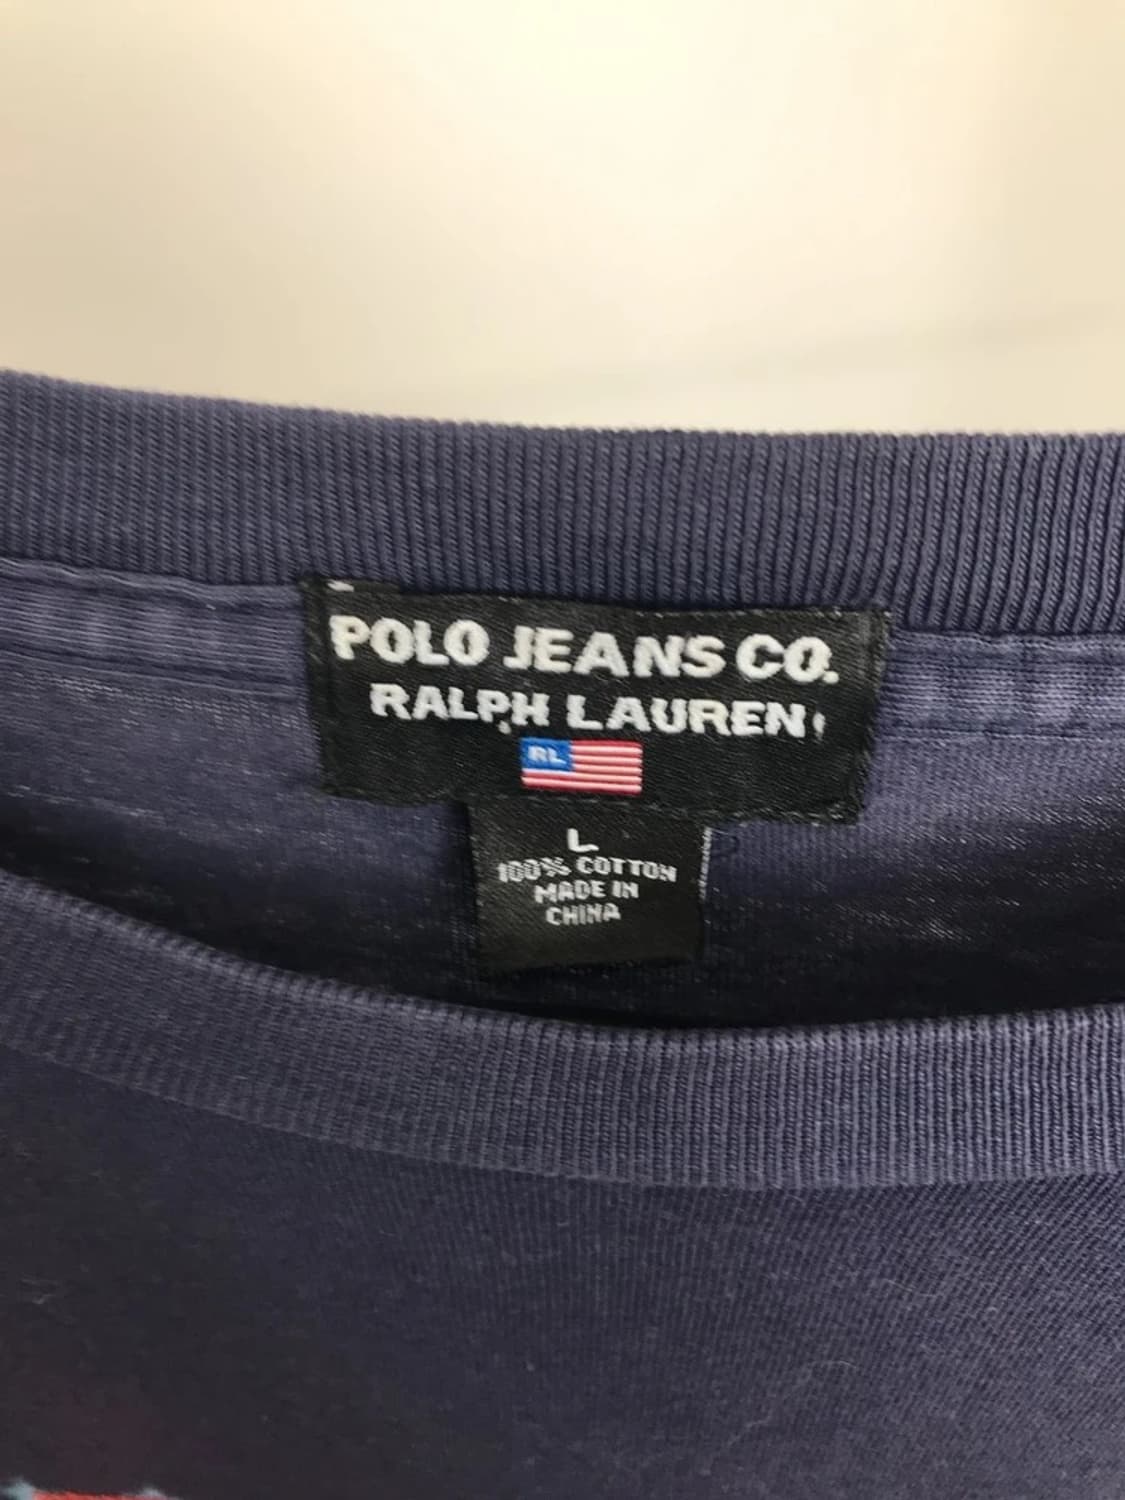 POLO JEANS CO.
RALPH LAUREN
RL
L
100% COTTON
MADE IN
CHINA